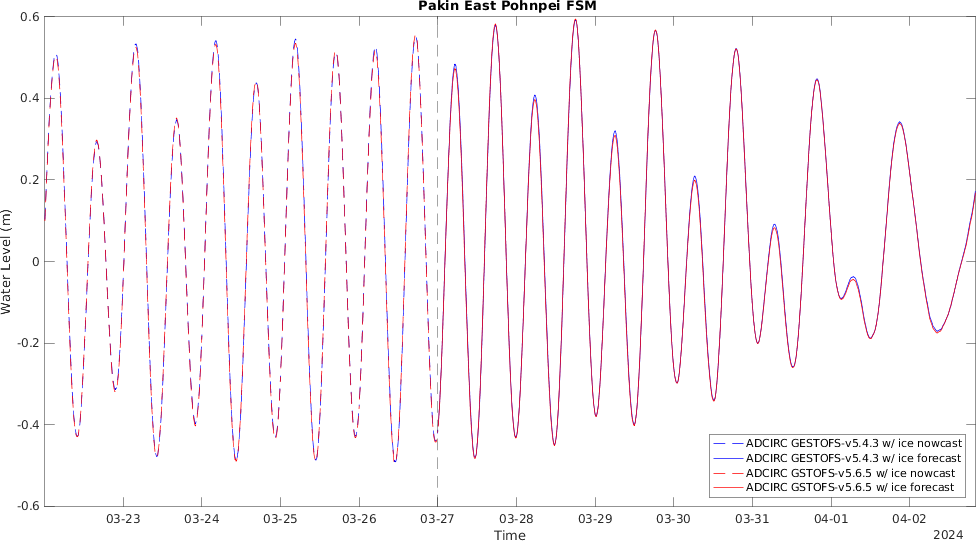 Pakin East Pohnpei FSM
0.6
0.4
0.2
0
-0.2
-0.4
-0.6
Water Level (m)
03-23 03-24 03-25 03-26 03-27 03-28 03-29 03-30 03-31 04-01 04-02
Time
2024
ADCIRC GESTOFS-v5.4.3 w/ ice nowcast
ADCIRC GESTOFS-v5.4.3 w/ ice forecast
ADCIRC GSTOFS-v5.6.5 w/ ice nowcast
ADCIRC GSTOFS-v5.6.5 w/ ice forecast